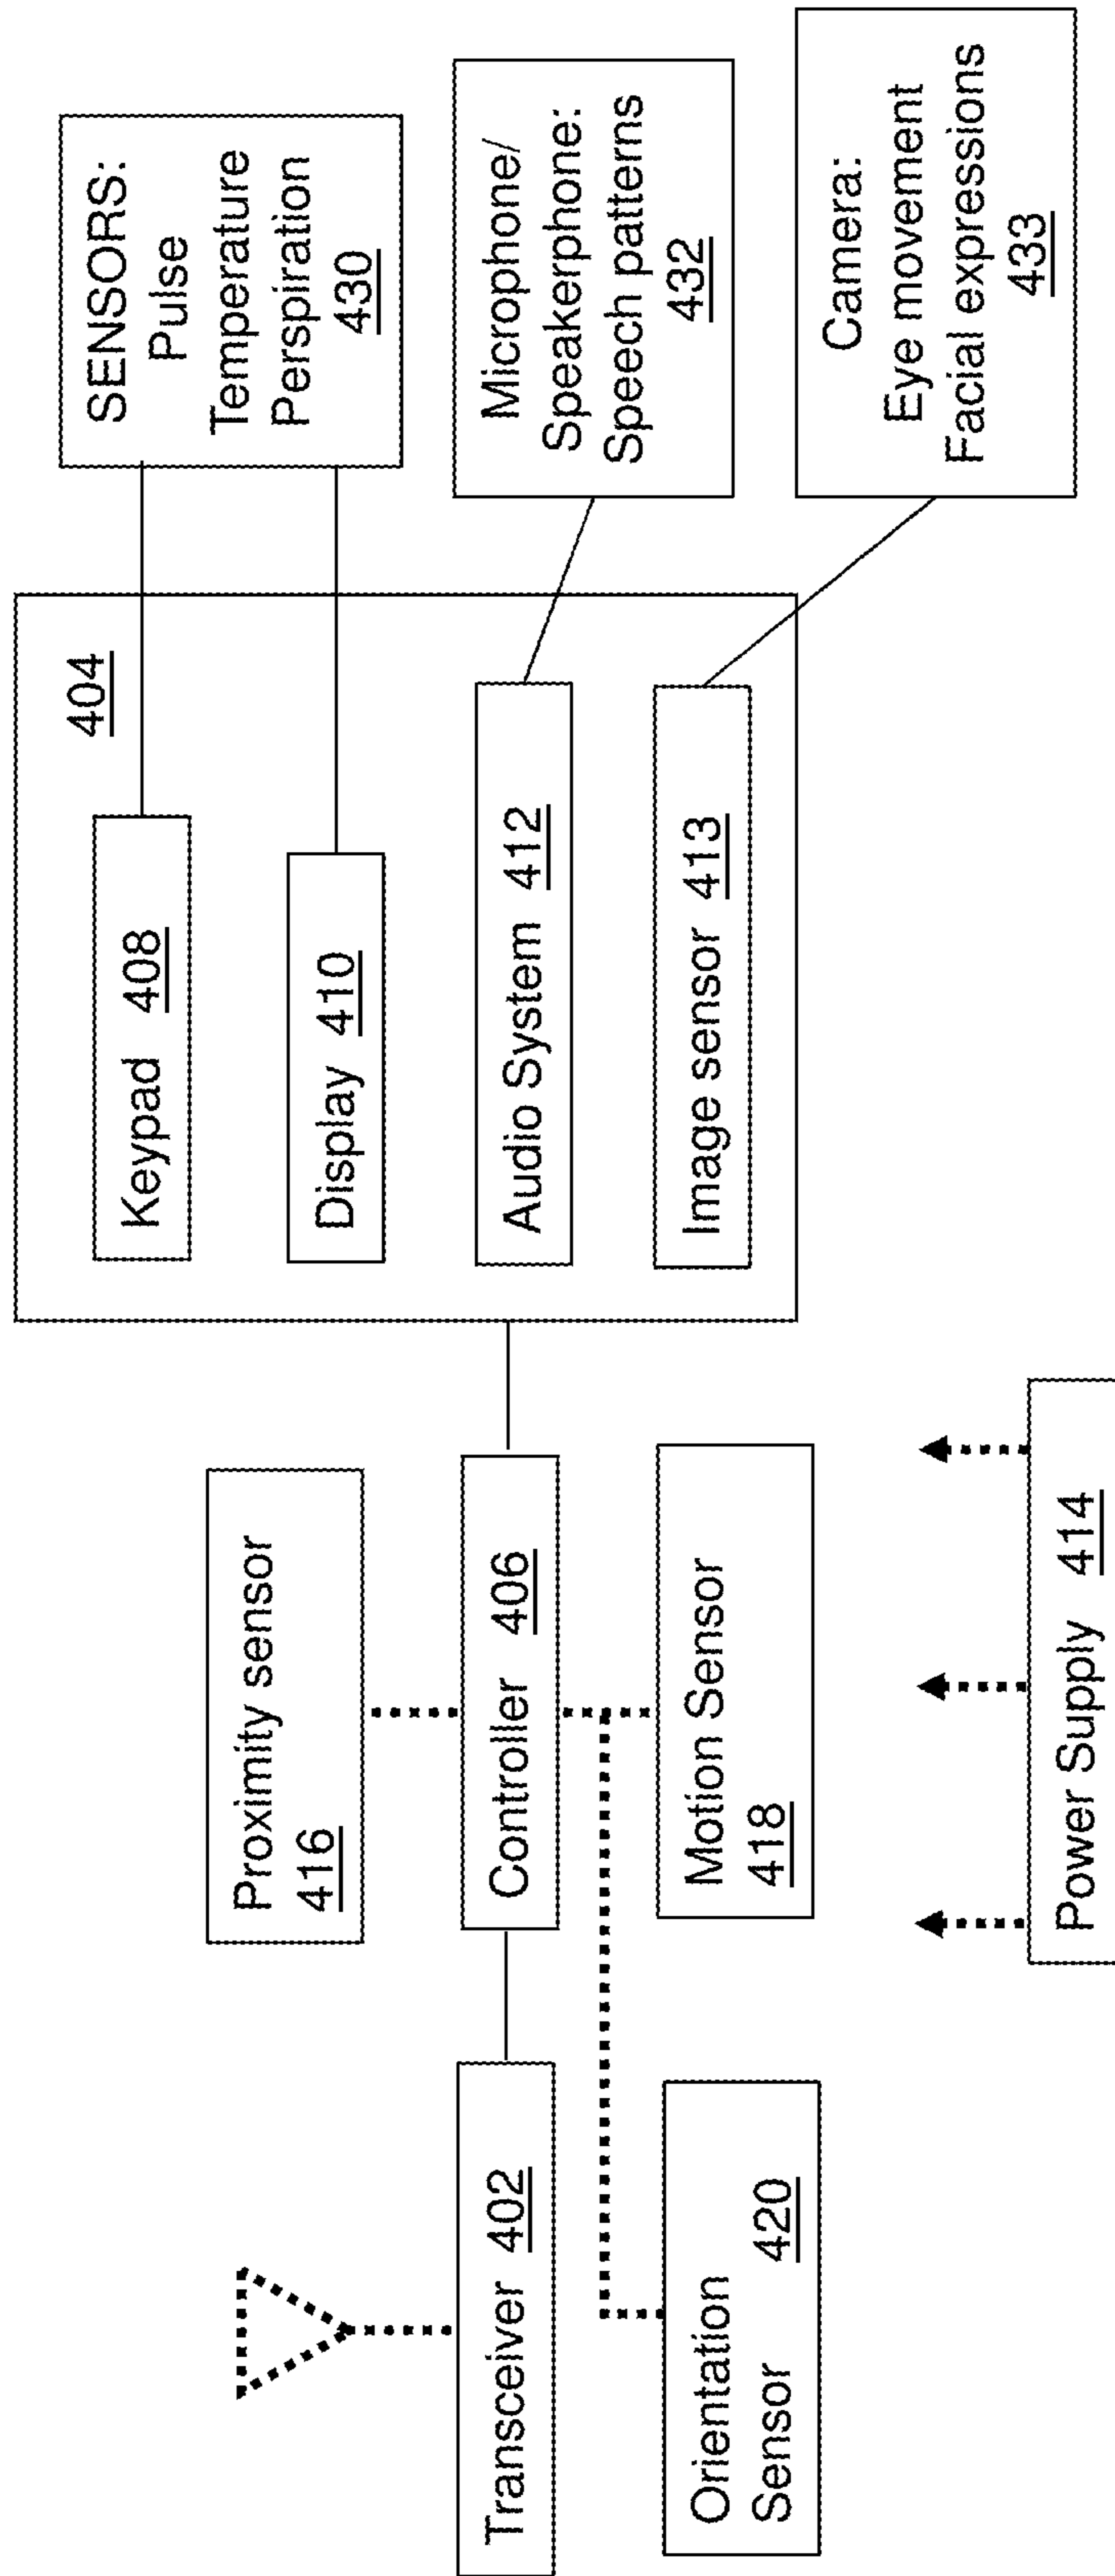 Transceiver 402
Orientation
Sensor 420
Proximity sensor
416
Controller 406
Motion Sensor
418
Power Supply 414
404
Keypad 408
Display 410
Audio System 412
Image sensor 413
SENSORS:
Pulse
Temperature
Perspiration
430
Microphone/
Speakerphone:
Speech patterns
432
Camera:
Eye movement
Facial expressions
433